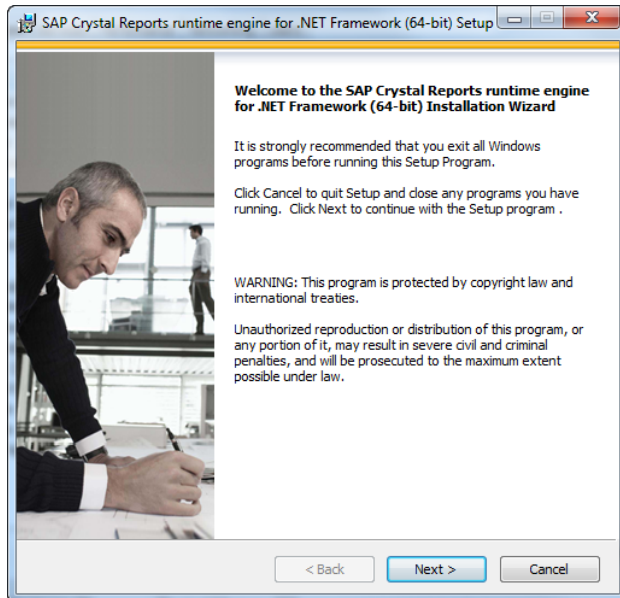 SAP Crystal Reports runtime engine for .NET Framework (64-bit) Setup
Welcome to the SAP Crystal Reports runtime engine
for .NET Framework (64-bit) Installation Wizard
It is strongly recommended that you exit all Windows
programs before running this Setup Program.
Click Cancel to quit Setup and close any programs you have
running.  Click Next to continue with the Setup program .
WARNING: This program is protected by copyright law and
international treaties.
Unauthorized reproduction or distribution of this program, or
any portion of it, may result in severe civil and criminal
penalties, and will be prosecuted to the maximum extent
possible under law.
< Back Next > Cancel